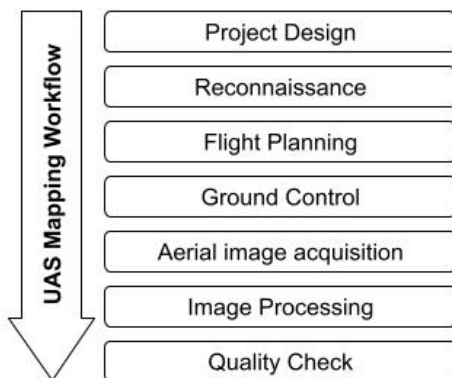 UAS Mapping Workflow
Project Design
Reconnaissance
Flight Planning
Ground Control
Aerial image acquisition
Image Processing
Quality Check